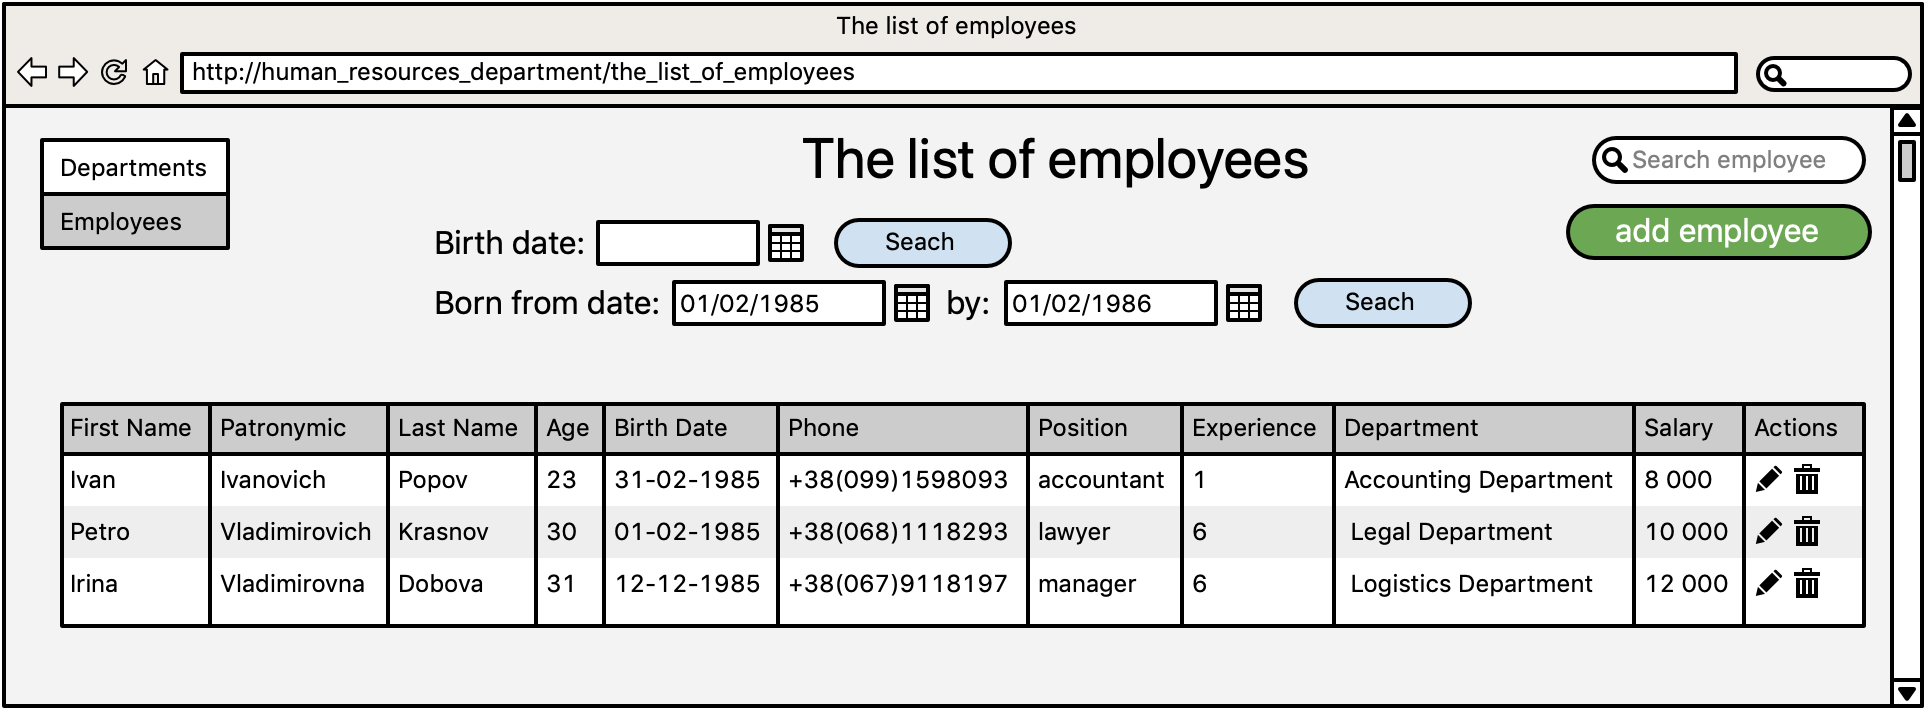 The list of employees
http://human_resources_department/the_list_of_employees
Departments
Employees
The list of employees
Search employee
add employee
Birth date: Seach
Born from date: 01/02/1985 by: 01/02/1986 Seach
First Name Patronymic Last Name Age Birth Date Phone Position Experience Department Salary Actions
Ivan Ivanovich Popov 23 31-02-1985 +38(099)1598093 accountant 1 Accounting Department 8 000
Petro Vladimirovich Krasnov 30 01-02-1985 +38(068)1118293 lawyer 6 Legal Department 10 000
Irina Vladimirovna Dobova 31 12-12-1985 +38(067)9118197 manager 6 Logistics Department 12 000